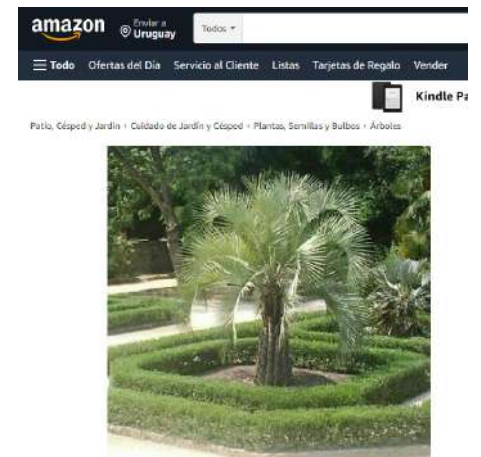 amazon
Enviar a
Uruguay
Todos
Todo Ofertas del Día Servicio al Cliente Listas Tarjetas de Regalo Vender
Kindle Pa
Patio, Césped y Jardín › Cuidado de Jardín y Césped › Plantas, Semillas y Bulbos › Árboles